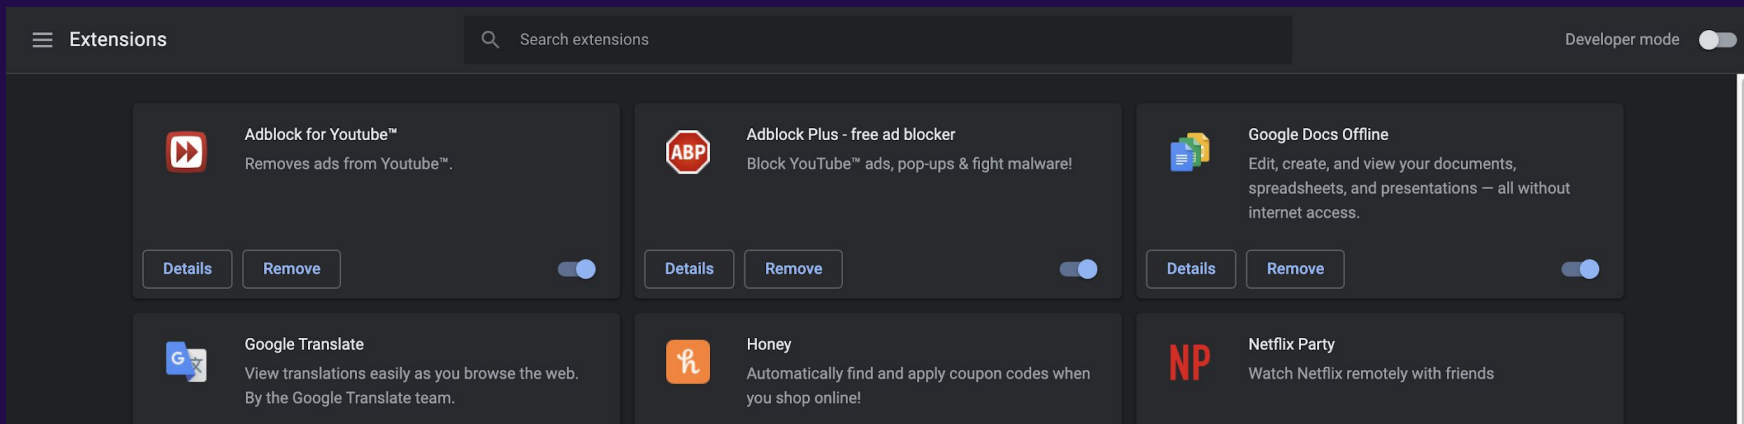 Extensions
Search extensions
Developer mode
Adblock for Youtube™
Removes ads from Youtube™.
Details
Remove
ABP
Adblock Plus - free ad blocker
Block YouTube™ ads, pop-ups & fight malware!
Details
Remove
Google Docs Offline
Edit, create, and view your documents,
spreadsheets, and presentations — all without
internet access.
Details
Remove
G 文
Google Translate
View translations easily as you browse the web.
By the Google Translate team.
h
Honey
Automatically find and apply coupon codes when
you shop online!
NP
Netflix Party
Watch Netflix remotely with friends